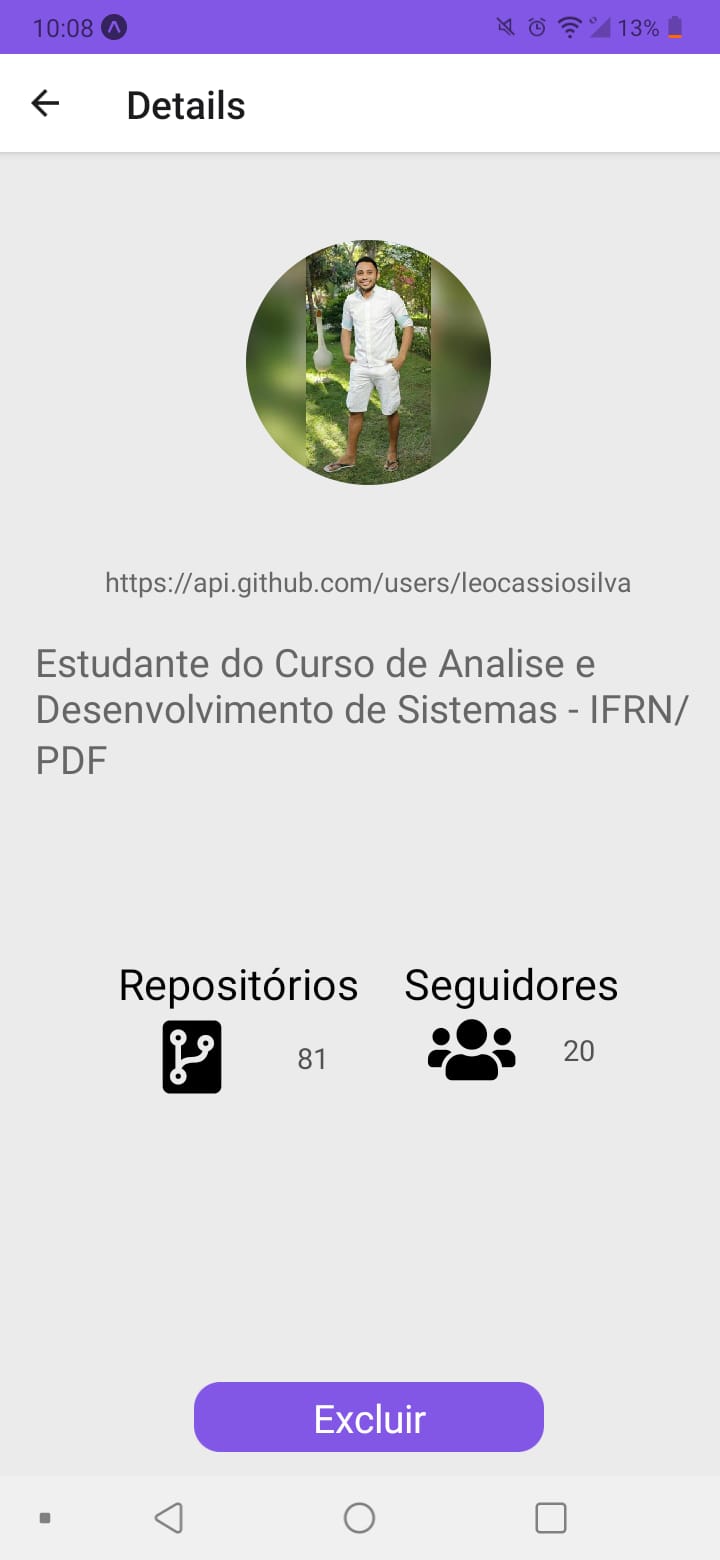 10:08
13%
Details
https://api.github.com/users/leocassiosilva
Estudante do Curso de Analise e
Desenvolvimento de Sistemas - IFRN/
PDF
Repositórios Seguidores
81 20
Excluir